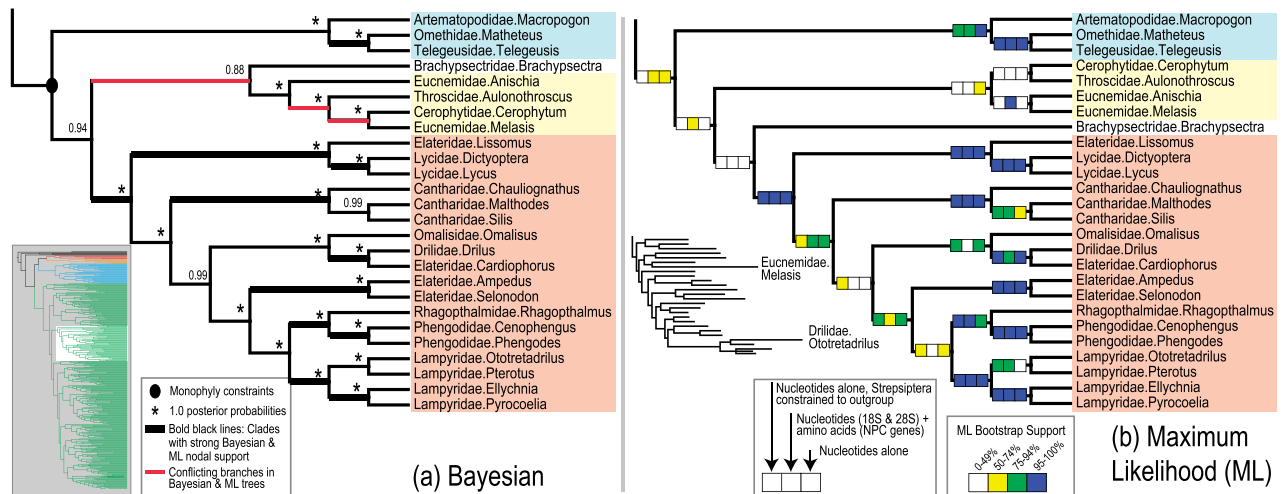 Artematopodidae.Macropogon
Omethidae.Matheteus
Telegeusidae.Telegeusis
0.88
Brachypsectridae.Brachypsectra
Eucnemidae.Anischia
Throscidae.Aulonothroscus
Cerophytidae.Cerophytum
Eucnemidae.Melasis
0.94
Elateridae.Lissomus
Lycidae.Dictyoptera
Lycidae.Lycus
Cantharidae.Chauliognathus
0.99
Cantharidae.Malthodes
Cantharidae.Silis
Omalisidae.Omalisus
Drilidae.Drilus
0.99
Elateridae.Cardiophorus
Elateridae.Ampedus
Elateridae.Selonodon
Rhagopthalmidae.Rhagopthalmus
Phengodidae.Cenophengus
Phengodidae.Phengodes
Lampyridae.Ototretadrilus
Lampyridae.Pterotus
Lampyridae.Ellychnia
Lampyridae.Pyrocoelia
Monophyly constraints
* 1.0 posterior probabilities
Bold black lines: Clades
with strong Bayesian &
ML nodal support
Conflicting branches in
Bayesian & ML trees
(a) Bayesian
Artematopodidae.Macropogon
Omethidae.Matheteus
Telegeusidae.Telegeusis
Cerophytidae.Cerophytum
Throscidae.Aulonothroscus
Eucnemidae.Anischia
Eucnemidae.Melasis
Brachypsectridae.Brachypsectra
Elateridae.Lissomus
Lycidae.Dictyoptera
Lycidae.Lycus
Cantharidae.Chauliognathus
Cantharidae.Malthodes
Cantharidae.Silis
Omalisidae.Omalisus
Drilidae.Drilus
Elateridae.Cardiophorus
Elateridae.Ampedus
Elateridae.Selonodon
Rhagopthalmidae.Rhagopthalmus
Phengodidae.Cenophengus
Phengodidae.Phengodes
Lampyridae.Ototretadrilus
Lampyridae.Pterotus
Lampyridae.Ellychnia
Lampyridae.Pyrocoelia
Eucnemidae.
Melasis
Drilidae.
Ototretadrilus
Nucleotides alone, Strepsiptera
constrained to outgroup
Nucleotides (18S & 28S) +
amino acids (NPC genes)
Nucleotides alone
ML Bootstrap Support
0-49%
50-74%
75-94%
95-100%
(b) Maximum
Likelihood (ML)